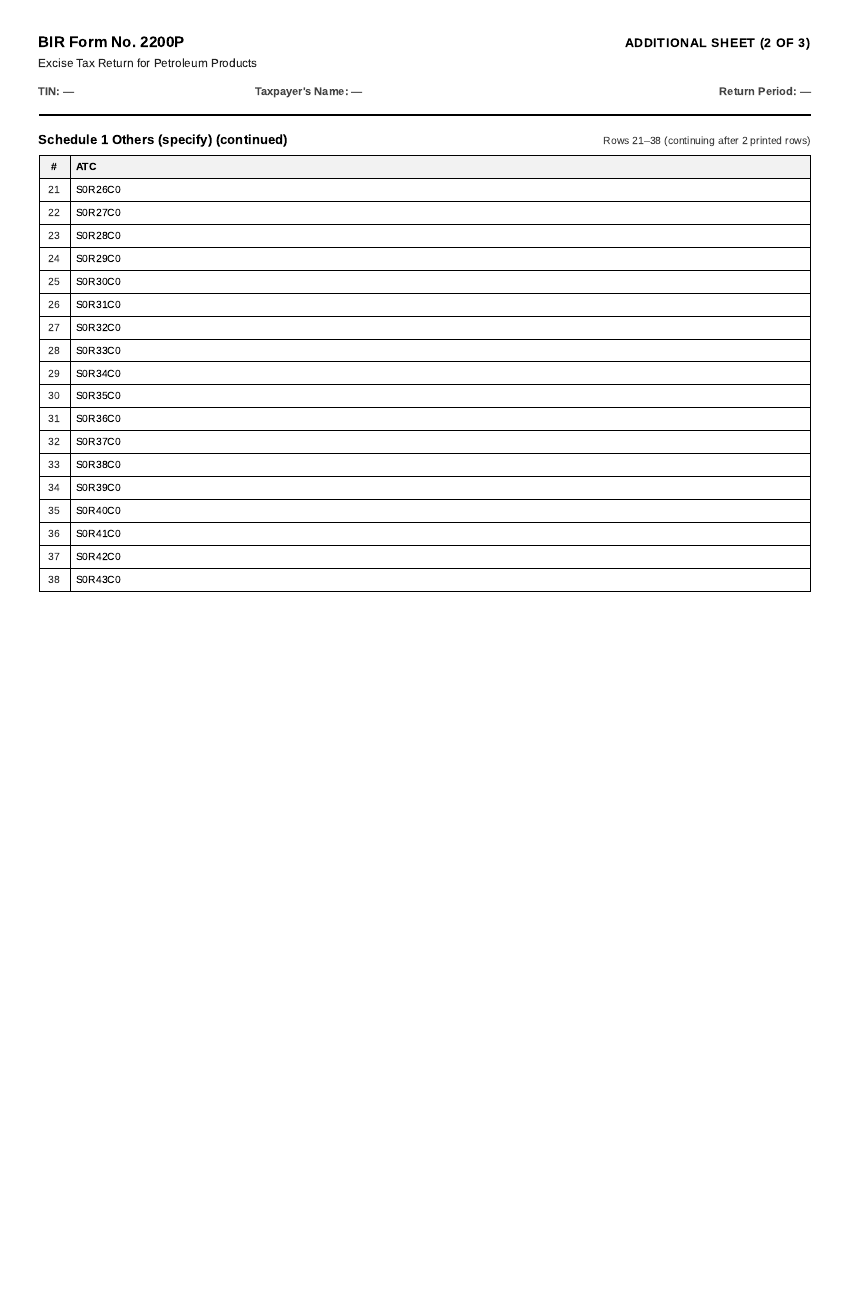 BIR Form No. 2200P
ADDITIONAL SHEET (2 OF 3)
Excise Tax Return for Petroleum Products
TIN: — Taxpayer's Name: — Return Period: —
Schedule 1 Others (specify) (continued)
Rows 21–38 (continuing after 2 printed rows)
# ATC
21 S0R26C0
22 S0R27C0
23 S0R28C0
24 S0R29C0
25 S0R30C0
26 S0R31C0
27 S0R32C0
28 S0R33C0
29 S0R34C0
30 S0R35C0
31 S0R36C0
32 S0R37C0
33 S0R38C0
34 S0R39C0
35 S0R40C0
36 S0R41C0
37 S0R42C0
38 S0R43C0